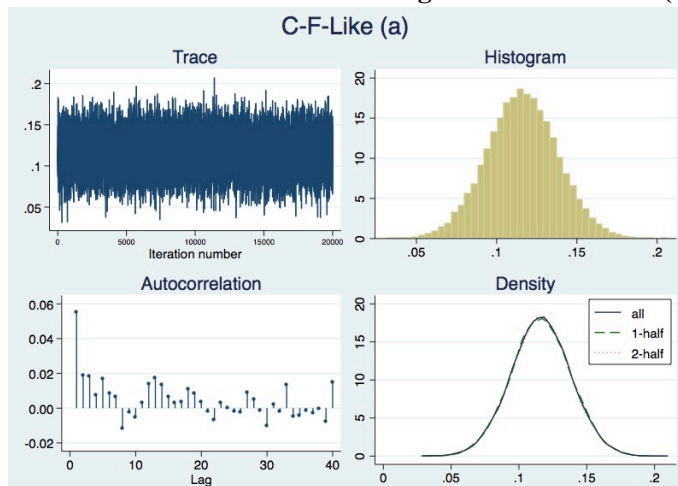 C-F-Like (a)
Trace
.2
.15
.1
.05
0 5000 10000 15000 20000
Iteration number
Histogram
20
15
10
5
0
.05 .1 .15 .2
Autocorrelation
0.06
0.04
0.02
0.00
-0.02
0 10 20 30 40
Lag
Density
20
15
10
5
0
0 .05 .1 .15 .2
all
1-half
2-half